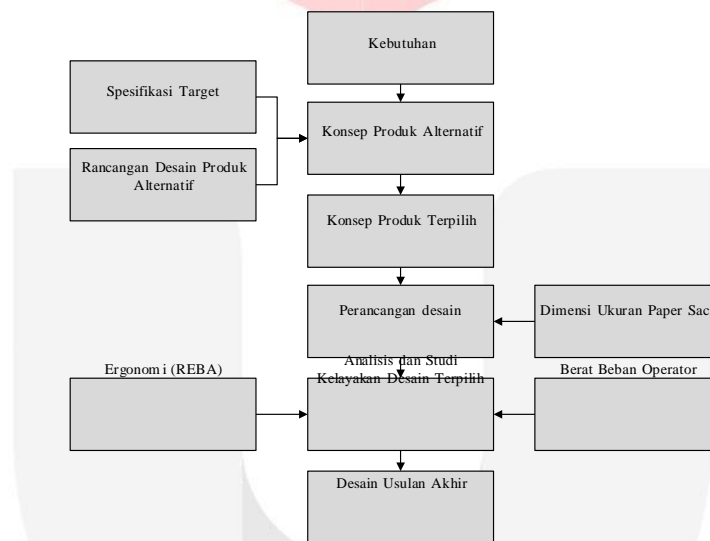 Kebutuhan
Spesifikasi Target
Konsep Produk Alternatif
Rancangan Desain Produk
Alternatif
Konsep Produk Terpilih
Perancangan desain
Dimensi Ukuran Paper Sac
Analisis dan Studi
Kelayakan Desain Terpilih
Ergonomi (REBA)
Berat Beban Operator
Desain Usulan Akhir